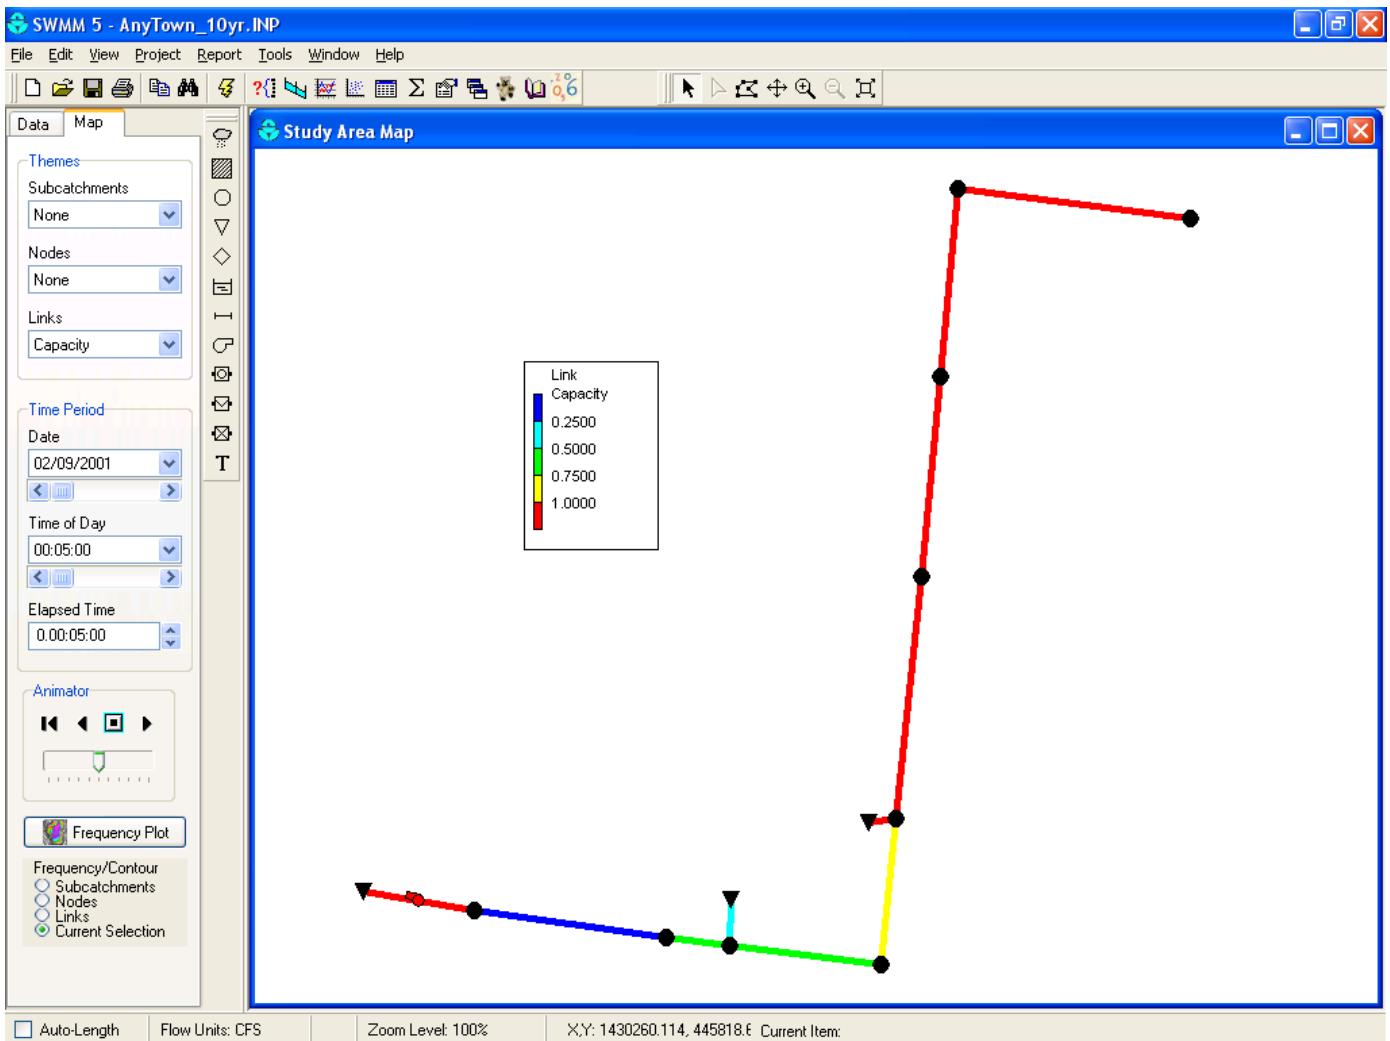 SWMM 5 - AnyTown_10yr.INP
File Edit View Project Report Tools Window Help
Data Map
Study Area Map
Themes
Subcatchments
None
Nodes
None
Links
Capacity
Link
Capacity
0.2500
0.5000
0.7500
1.0000
Time Period
Date
02/09/2001
Time of Day
00:05:00
Elapsed Time
0.00:05:00
T
Animator
Frequency Plot
Frequency/Contour
Subcatchments
Nodes
Links
Current Selection
Auto-Length Flow Units: CFS Zoom Level: 100% X,Y: 1430260.114, 445818.6 Current Item: